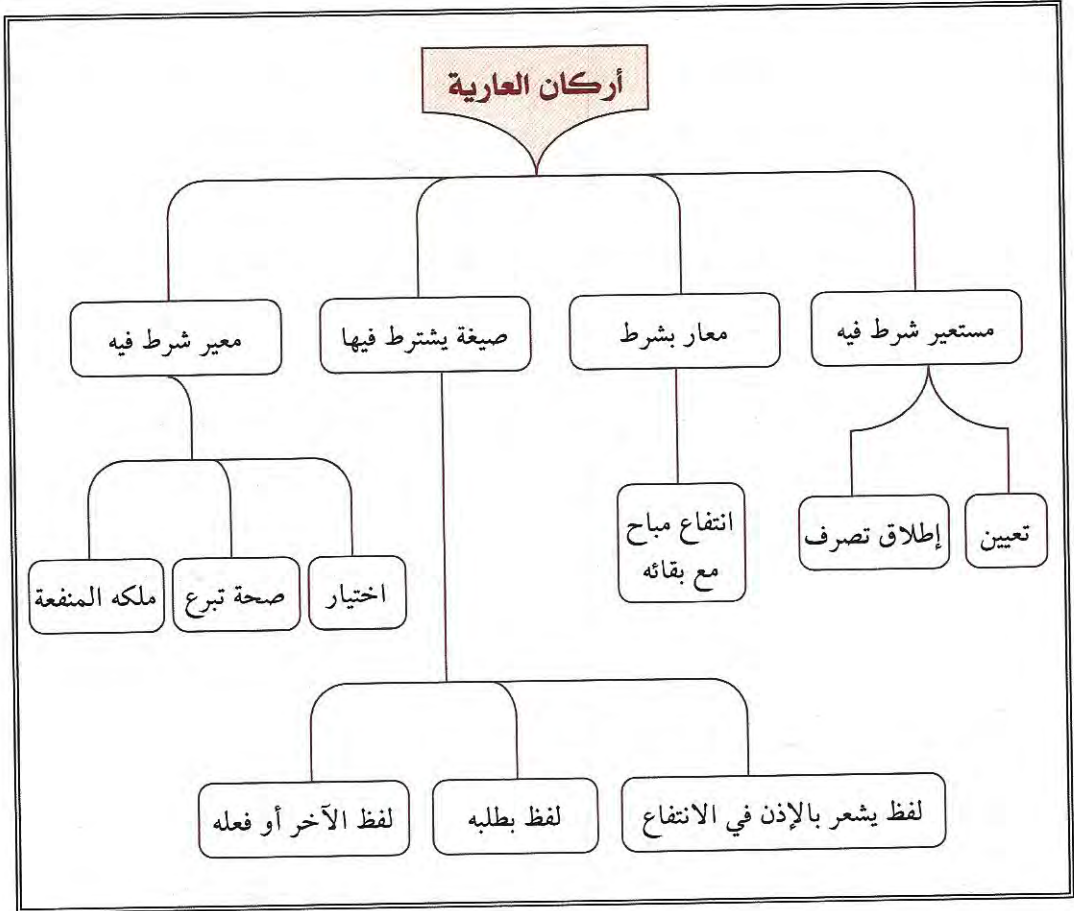 أركان العارية
مستعير شرط فيه
معار بشرط
صيغة يشترط فيها
معير شرط فيه
تعيين
إطلاق تصرف
انتفاع مباح
مع بقائه
اختيار
صحة تبرع
ملكه المنفعة
لفظ يشعر بالإذن في الانتفاع
لفظ بطلبه
لفظ الآخر أو فعله